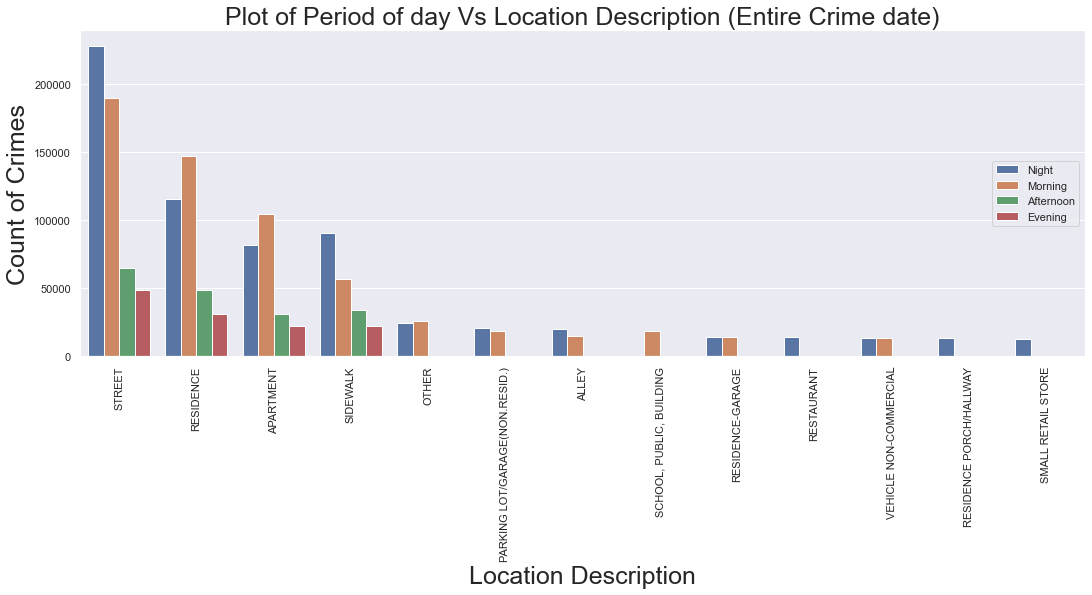 Plot of Period of day Vs Location Description (Entire Crime date)
Count of Crimes
200000
150000
100000
50000
0
Night
Morning
Afternoon
Evening
STREET
RESIDENCE
APARTMENT
SIDEWALK
OTHER
PARKING LOT/GARAGE(NON.RESID.)
ALLEY
SCHOOL, PUBLIC, BUILDING
RESIDENCE-GARAGE
RESTAURANT
VEHICLE NON-COMMERCIAL
RESIDENCE PORCH/HALLWAY
SMALL RETAIL STORE
Location Description